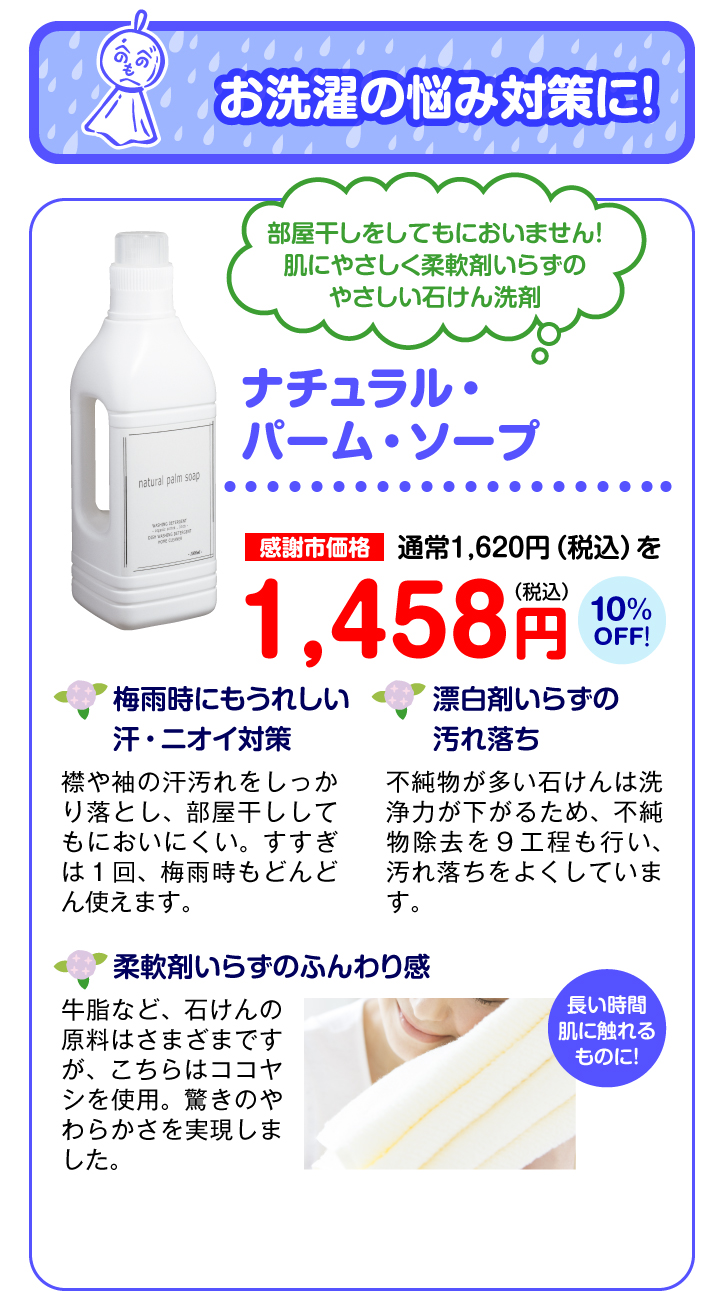 お洗濯の悩み対策に!
部屋干しをしてもにおいません!
肌にやさしく柔軟剤いらずの
やさしい石けん洗剤
ナチュラル・
パーム・ソープ
natural palm soap
WASHING DETERGENT
DISH WASHING DETERGENT
HOME CLEANER
感謝市価格 通常1,620円(税込)を
1,458円(税込)
10%
OFF!
梅雨時にもうれしい
汗・ニオイ対策
襟や袖の汗汚れをしっか
り落とし、部屋干しして
もにおいにくい。すすぎ
は1回、梅雨時もどんど
ん使えます。
漂白剤いらずの
汚れ落ち
不純物が多い石けんは洗
浄力が下がるため、不純
物除去を9工程も行い、
汚れ落ちをよくしていま
す。
柔軟剤いらずのふんわり感
牛脂など、石けんの
原料はさまざまです
が、こちらはココヤ
シを使用。驚きのや
わらかさを実現しま
した。
長い時間
肌に触れる
ものに!